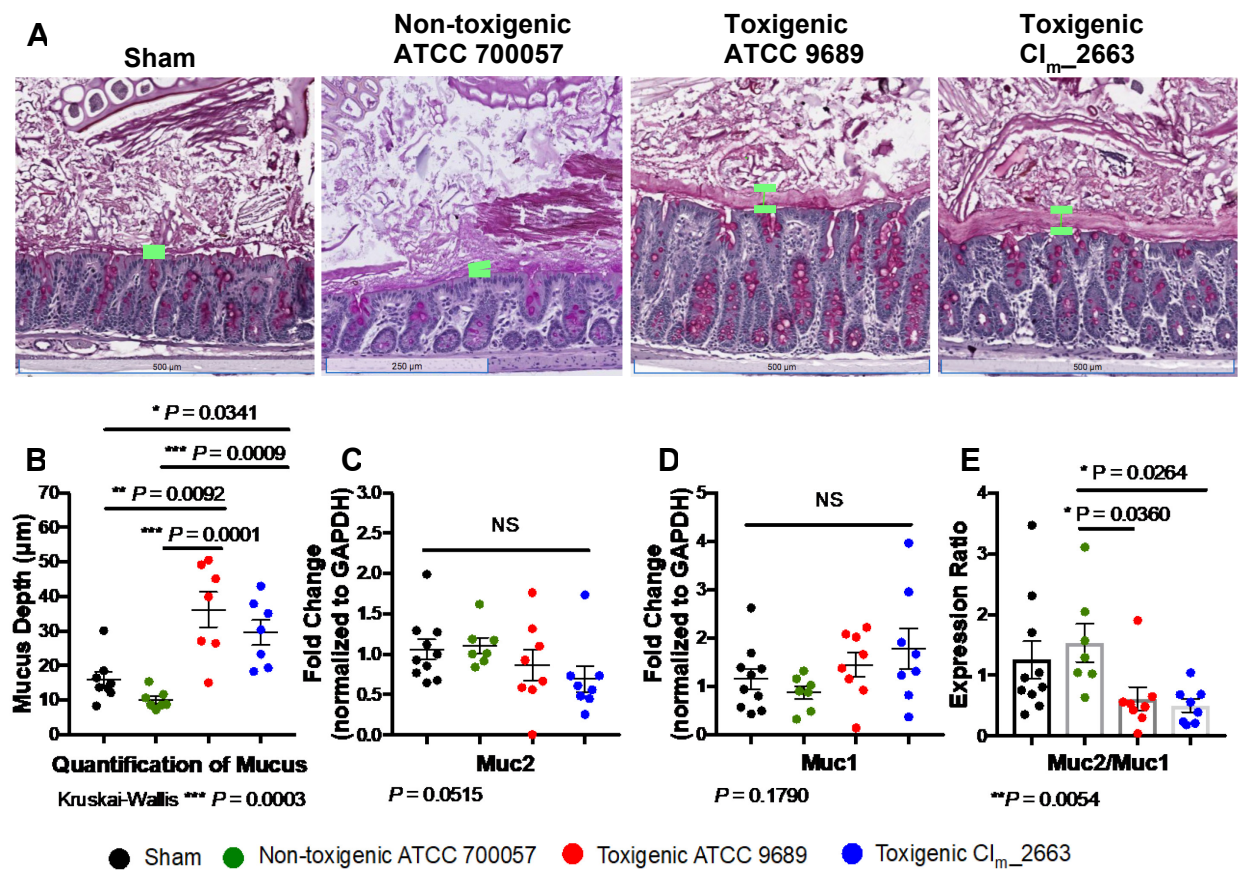 A
Sham
Non-toxigenic
ATCC 700057
Toxigenic
ATCC 9689
Toxigenic
CIm_2663
500 µm
250 µm
500 µm
500 µm
* P = 0.0341
*** P = 0.0009
** P = 0.0092
*** P = 0.0001
B
Mucus Depth (µm)
70
60
50
40
30
20
10
0
Quantification of Mucus
Kruskai-Wallis *** P = 0.0003
C
Fold Change
(normalized to GAPDH)
3.0
2.5
2.0
1.5
1.0
0.5
0.0
NS
Muc2
P = 0.0515
D
Fold Change
(normalized to GAPDH)
5
4
3
2
1
0
NS
Muc1
P = 0.1790
E
* P = 0.0264
* P = 0.0360
Expression Ratio
4
3
2
1
0
Muc2/Muc1
**P = 0.0054
Sham
Non-toxigenic ATCC 700057
Toxigenic ATCC 9689
Toxigenic CIm_2663